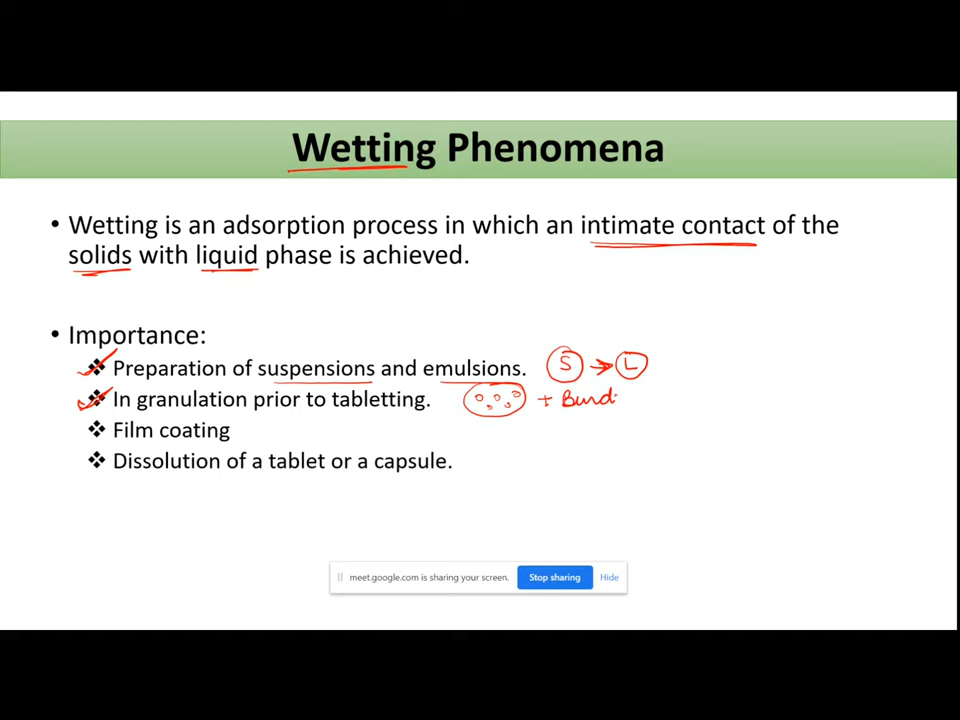 Wetting Phenomena
• Wetting is an adsorption process in which an intimate contact of the
solids with liquid phase is achieved.
• Importance:
❖ Preparation of suspensions and emulsions. S → L
❖ In granulation prior to tabletting. +
❖ Film coating
❖ Dissolution of a tablet or a capsule.
meet.google.com is sharing your screen. Stop sharing Hide